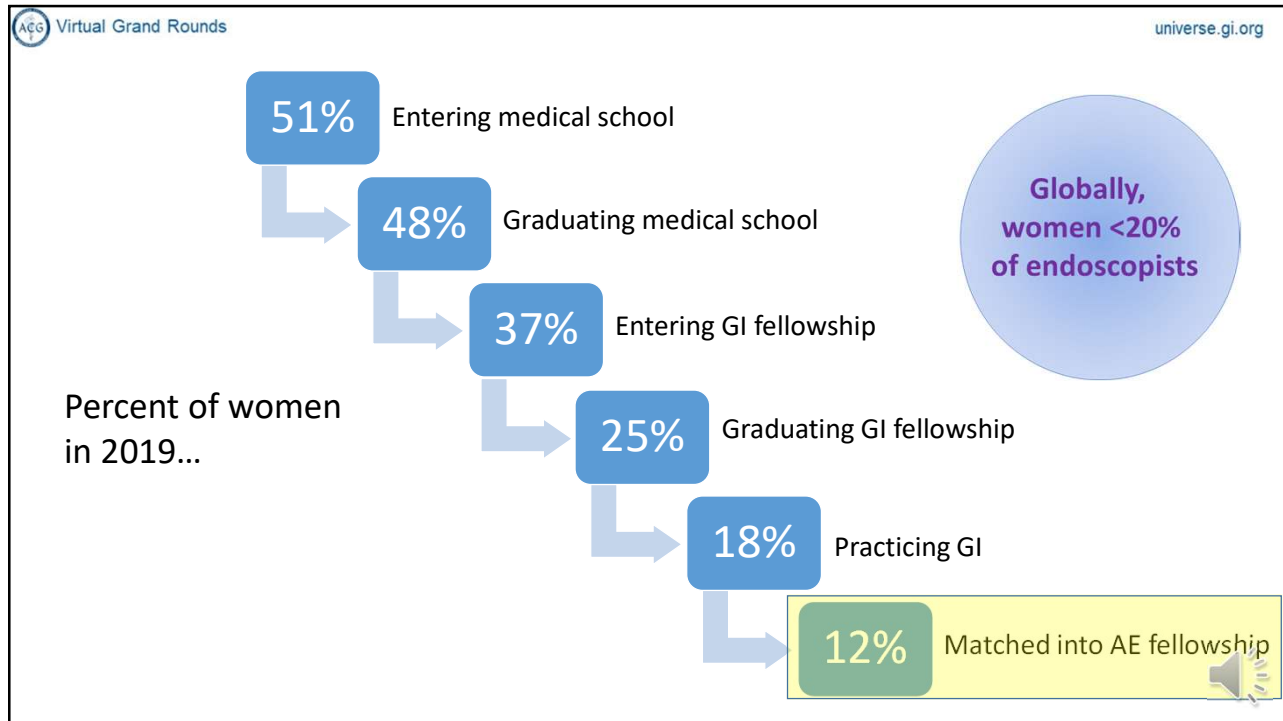 ACG Virtual Grand Rounds
universe.gi.org
51% Entering medical school
48% Graduating medical school
37% Entering GI fellowship
25% Graduating GI fellowship
18% Practicing GI
12% Matched into AE fellowship
Percent of women
in 2019…
Globally,
women <20%
of endoscopists